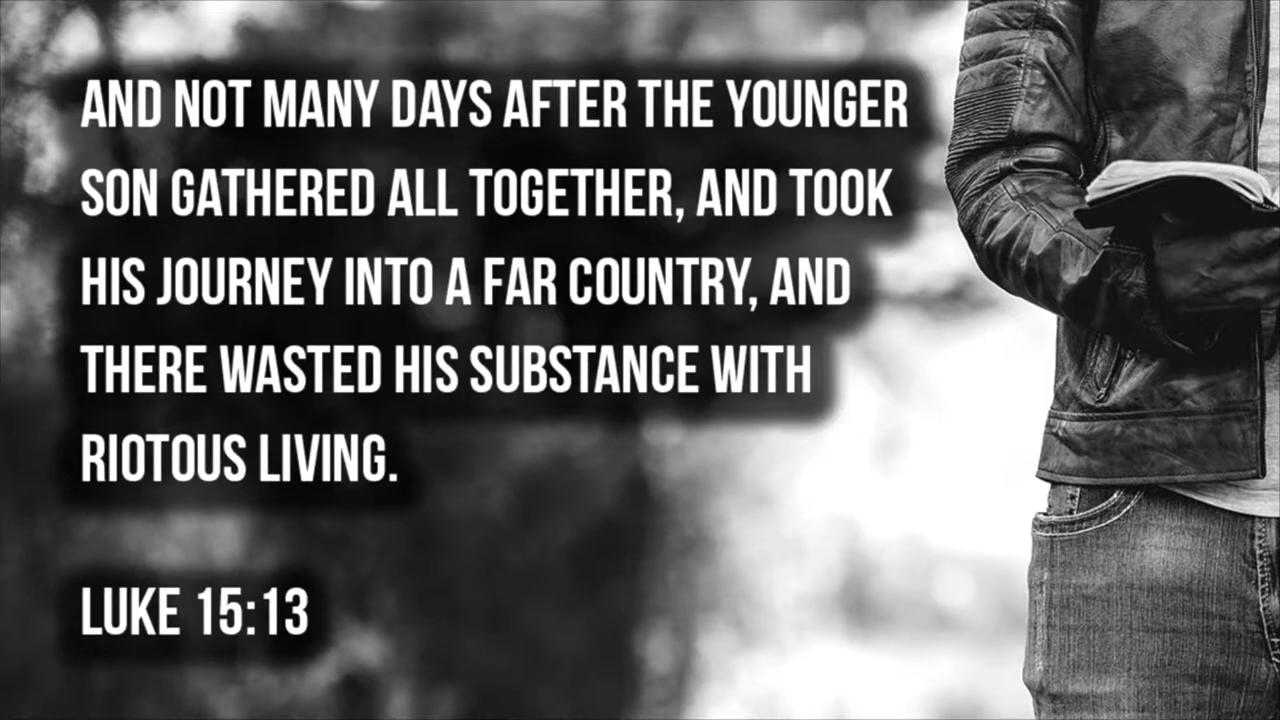 AND NOT MANY DAYS AFTER THE YOUNGER
SON GATHERED ALL TOGETHER, AND TOOK
HIS JOURNEY INTO A FAR COUNTRY, AND
THERE WASTED HIS SUBSTANCE WITH
RIOTOUS LIVING.
LUKE 15:13